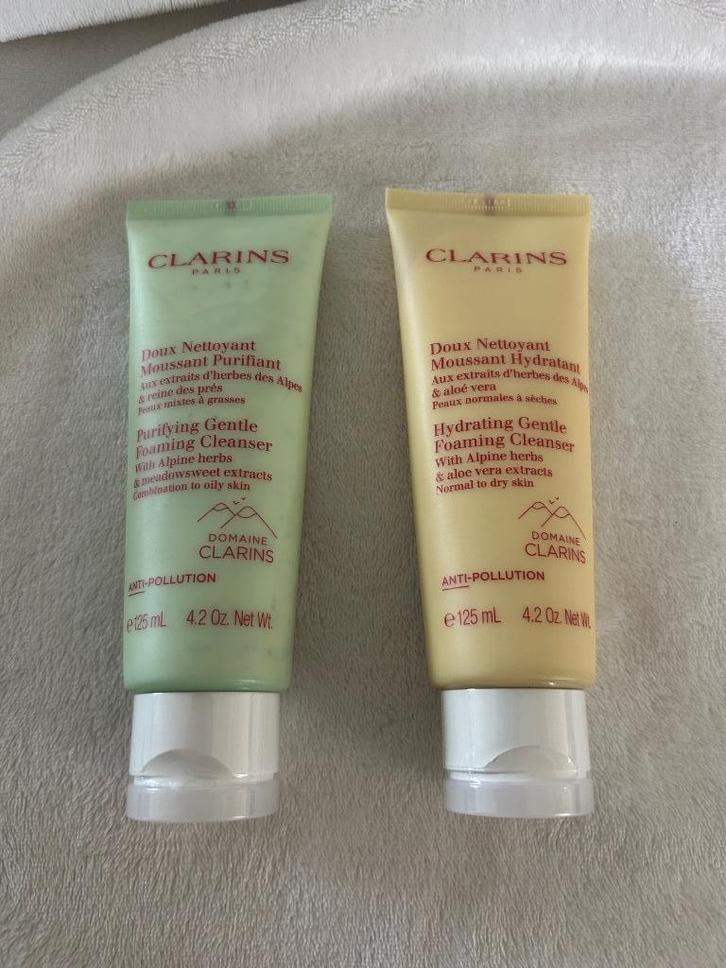 CLARINS
PARIS
Doux Nettoyant
Moussant Purifiant
Aux extraits d'herbes des Alpes
& reine des prés
Peaux mixtes à grasses
Purifying Gentle
Foaming Cleanser
With Alpine herbs
& meadowsweet extracts
Combination to oily skin
DOMAINE
CLARINS
ANTI-POLLUTION
e 125 mL 4.2 Oz. Net Wt.
CLARINS
PARIS
Doux Nettoyant
Moussant Hydratant
Aux extraits d'herbes des Alpes
& aloé vera
Peaux normales à sèches
Hydrating Gentle
Foaming Cleanser
With Alpine herbs
& aloe vera extracts
Normal to dry skin
DOMAINE
CLARINS
ANTI-POLLUTION
e 125 mL 4.2 Oz. Net Wt.